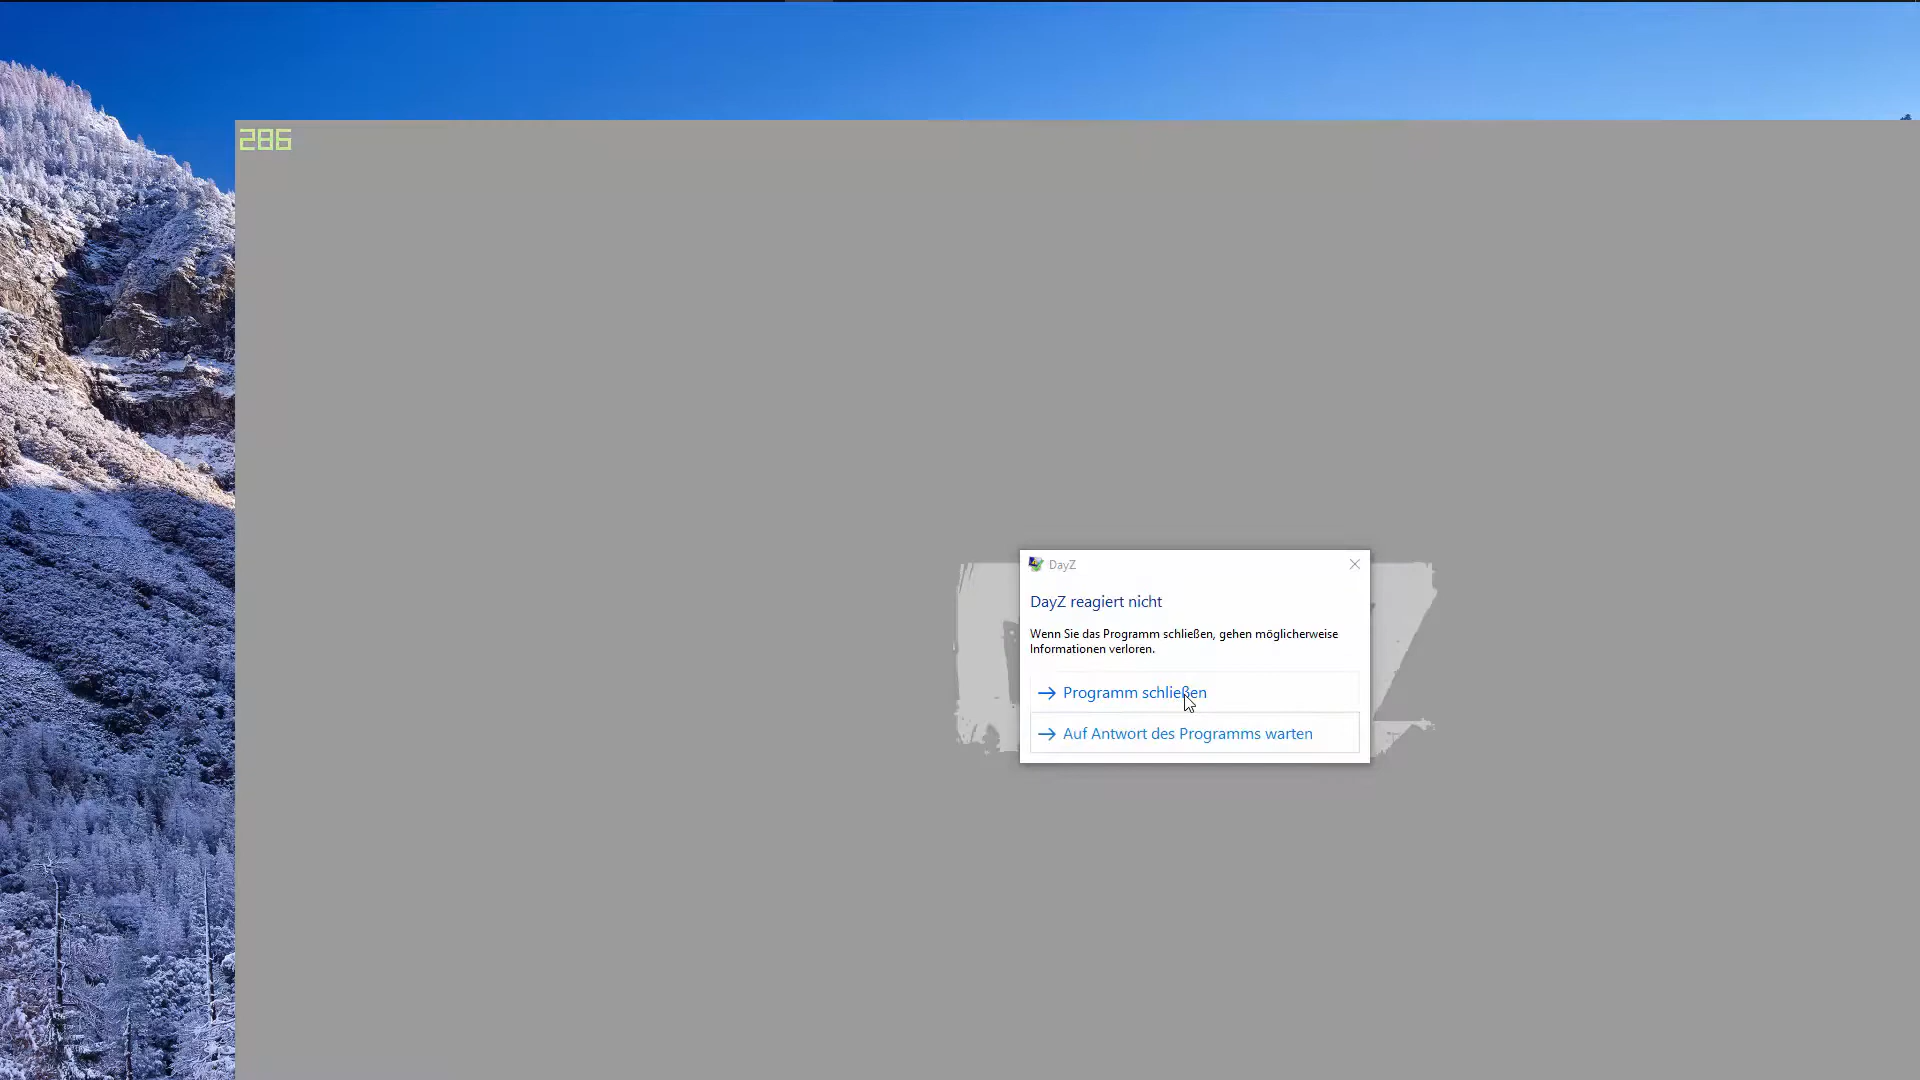 286
DayZ
DayZ reagiert nicht
Wenn Sie das Programm schließen, gehen möglicherweise
Informationen verloren.
Programm schließen
Auf Antwort des Programms warten